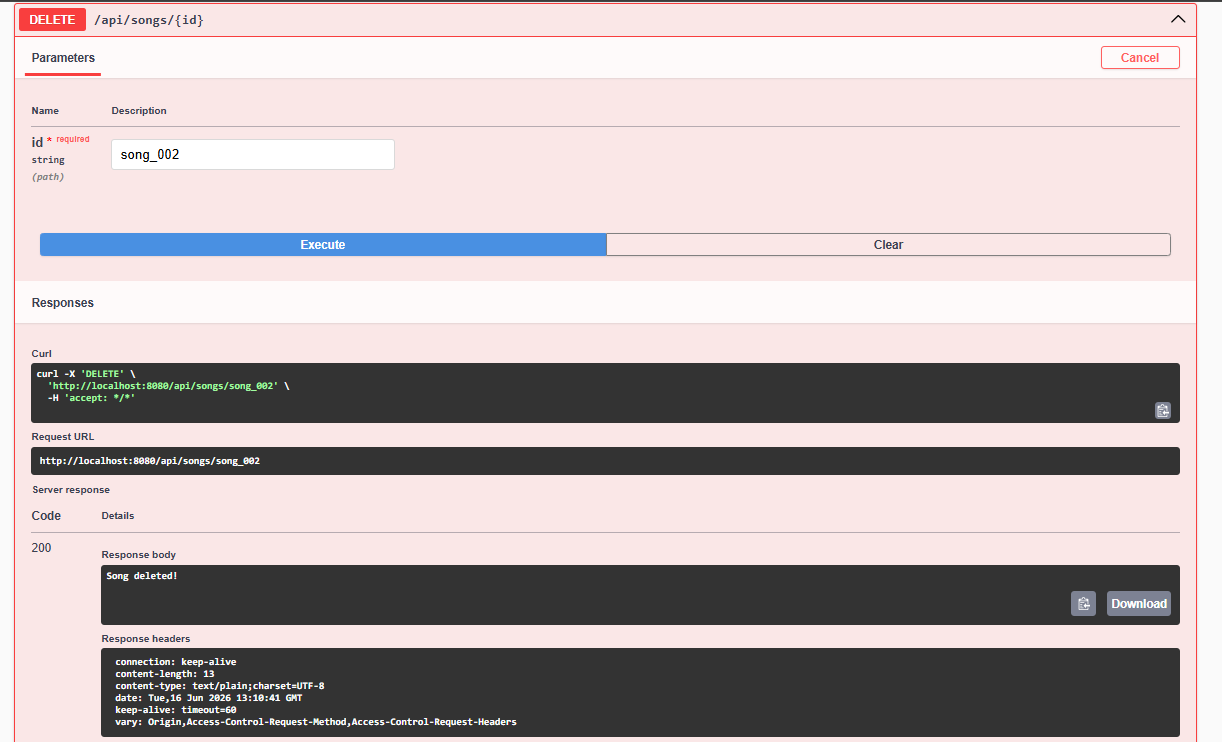 DELETE /api/songs/{id}
Parameters
Cancel
Name Description
id * required
string
(path)
song_002
Execute Clear
Responses
Curl
curl -X 'DELETE' \
'http://localhost:8080/api/songs/song_002' \
-H 'accept: */*'
Request URL
http://localhost:8080/api/songs/song_002
Server response
Code Details
200
Response body
Song deleted!
Download
Response headers
connection: keep-alive
content-length: 13
content-type: text/plain;charset=UTF-8
date: Tue,16 Jun 2026 13:10:41 GMT
keep-alive: timeout=60
vary: Origin,Access-Control-Request-Method,Access-Control-Request-Headers